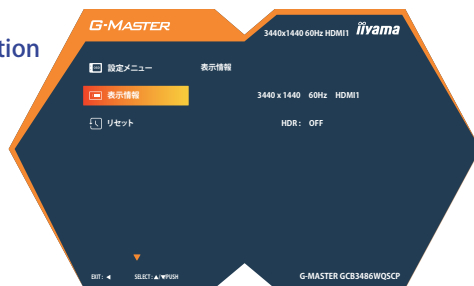 tion
G-MASTER
3440x1440 60Hz HDMI1 iiyama
設定メニュー 表示情報
表示情報 3440 x 1440 60Hz HDMI1
リセット HDR : OFF
EXIT : ◄ SELECT : ▲/▼PUSH G-MASTER GCB3486WQSCP